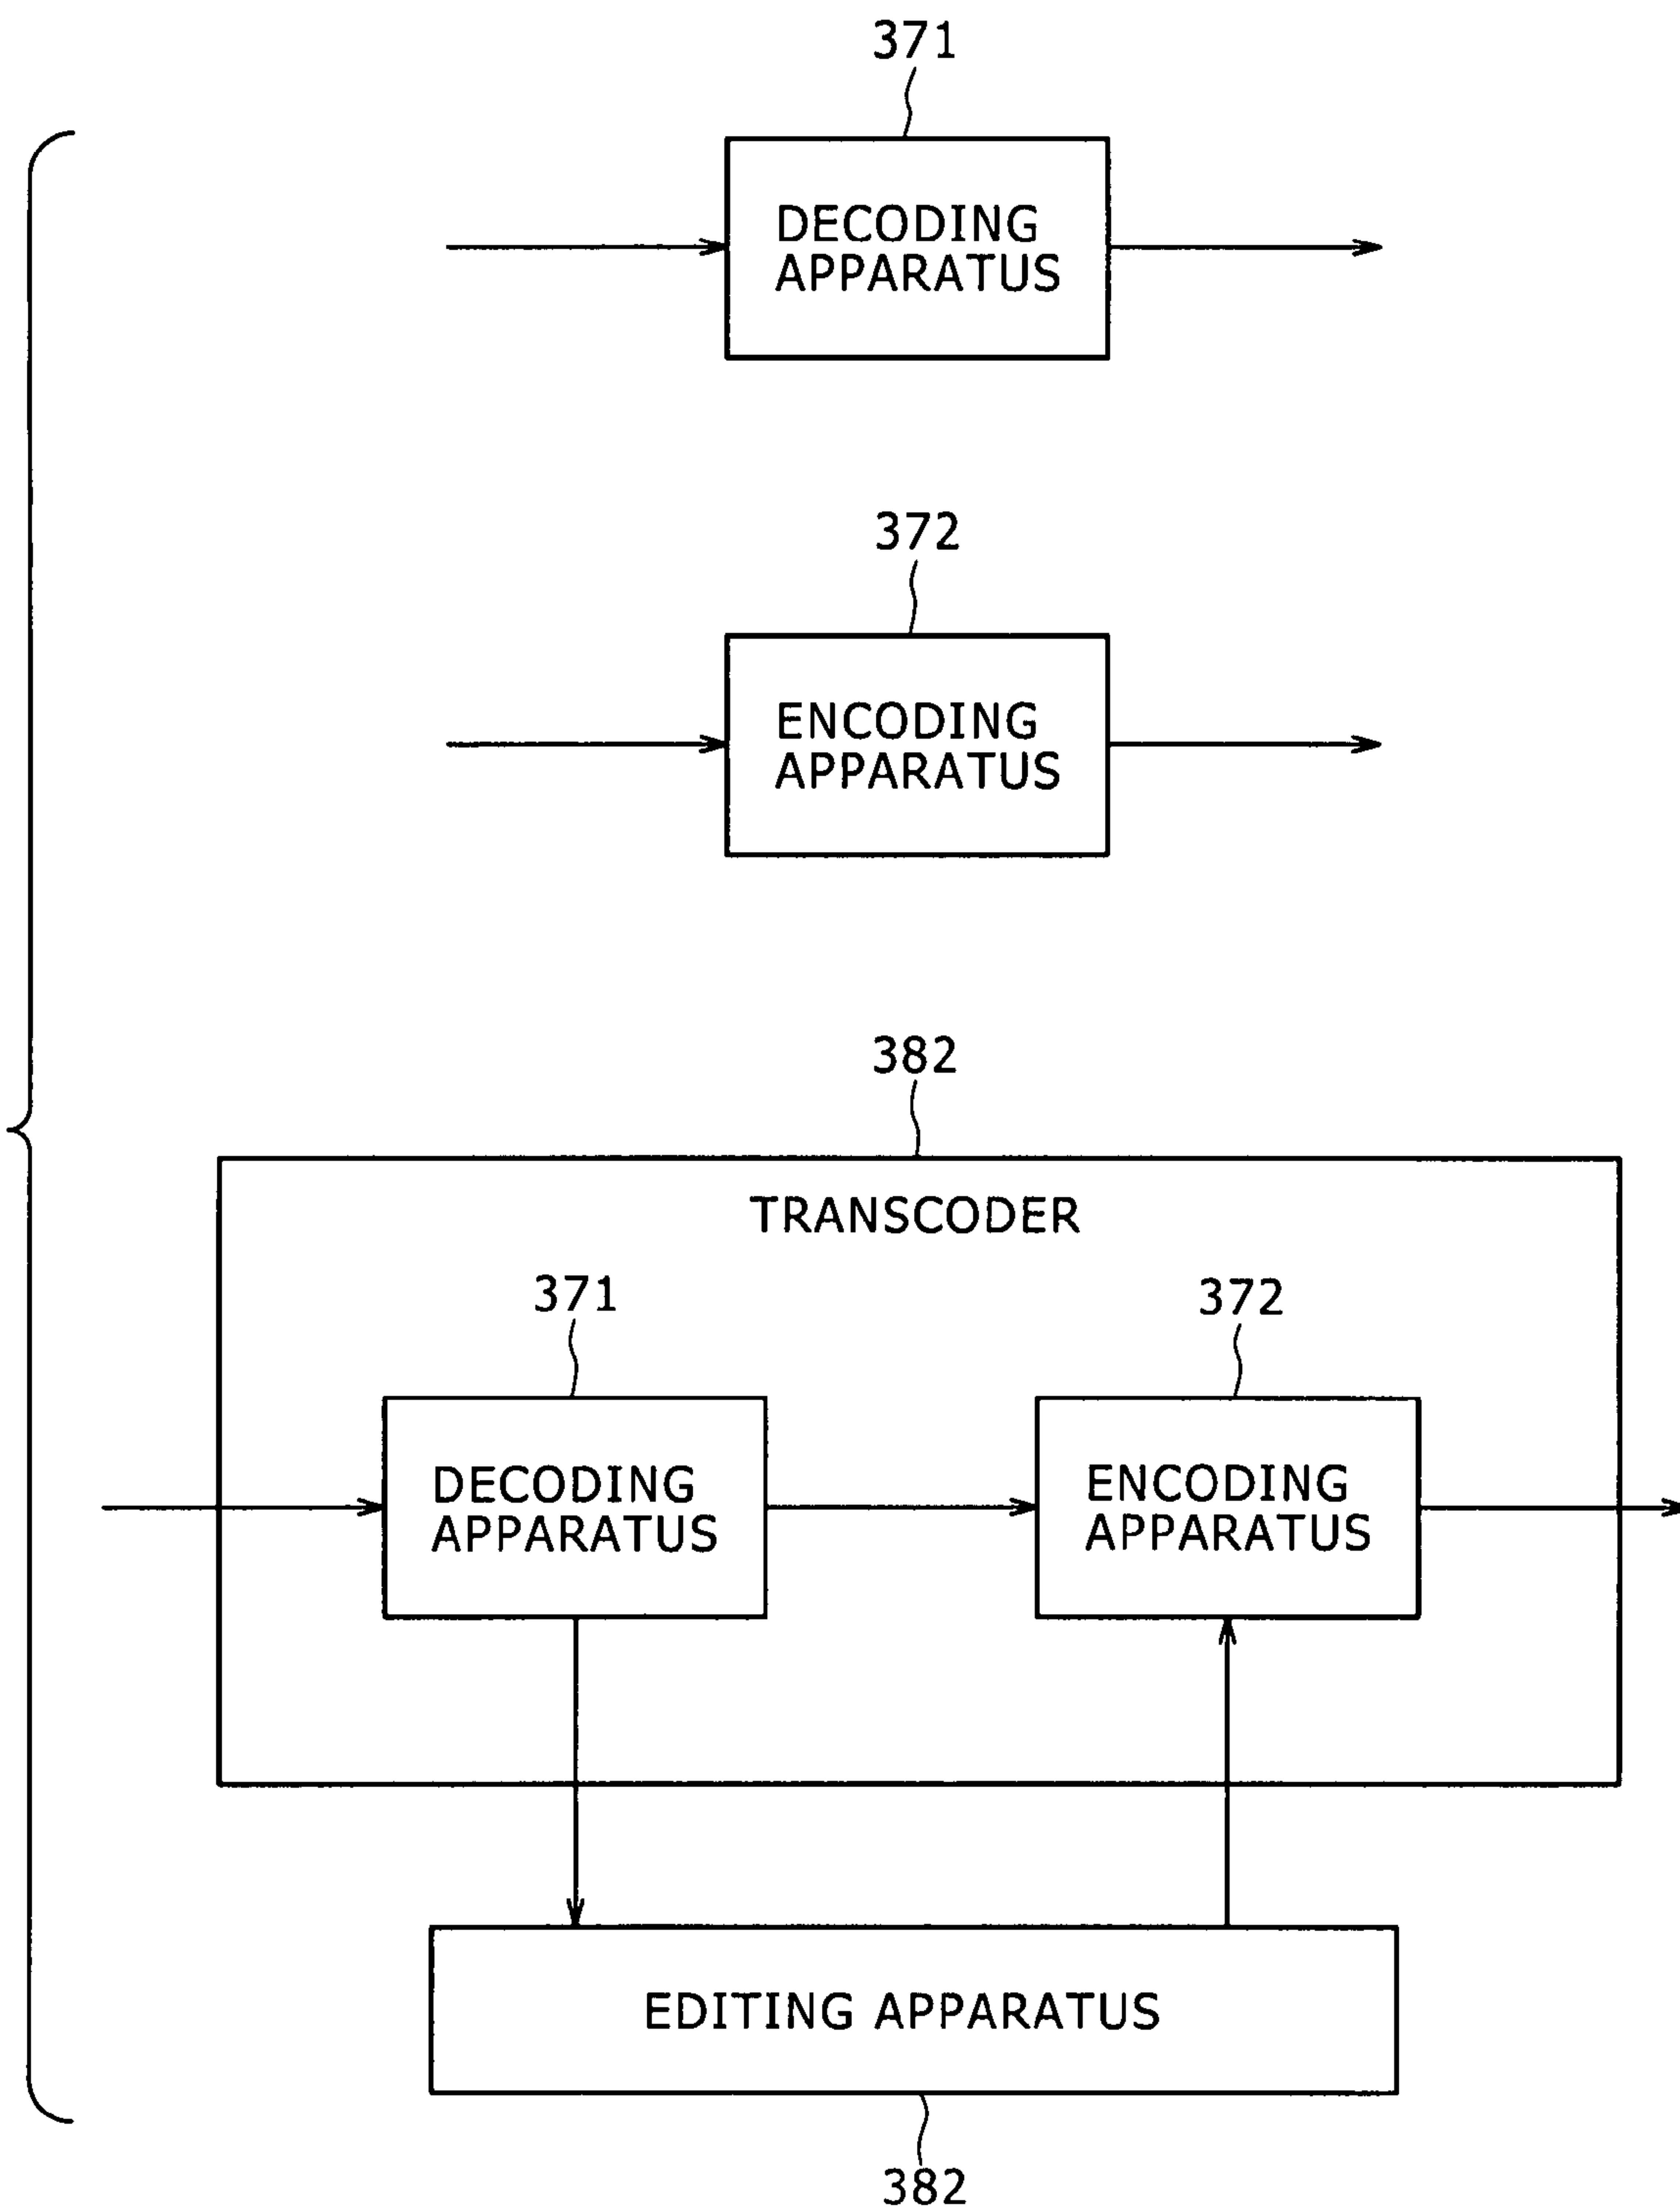 371
DECODING
APPARATUS
372
ENCODING
APPARATUS
382
TRANSCODER
371
372
DECODING
APPARATUS
ENCODING
APPARATUS
EDITING APPARATUS
382